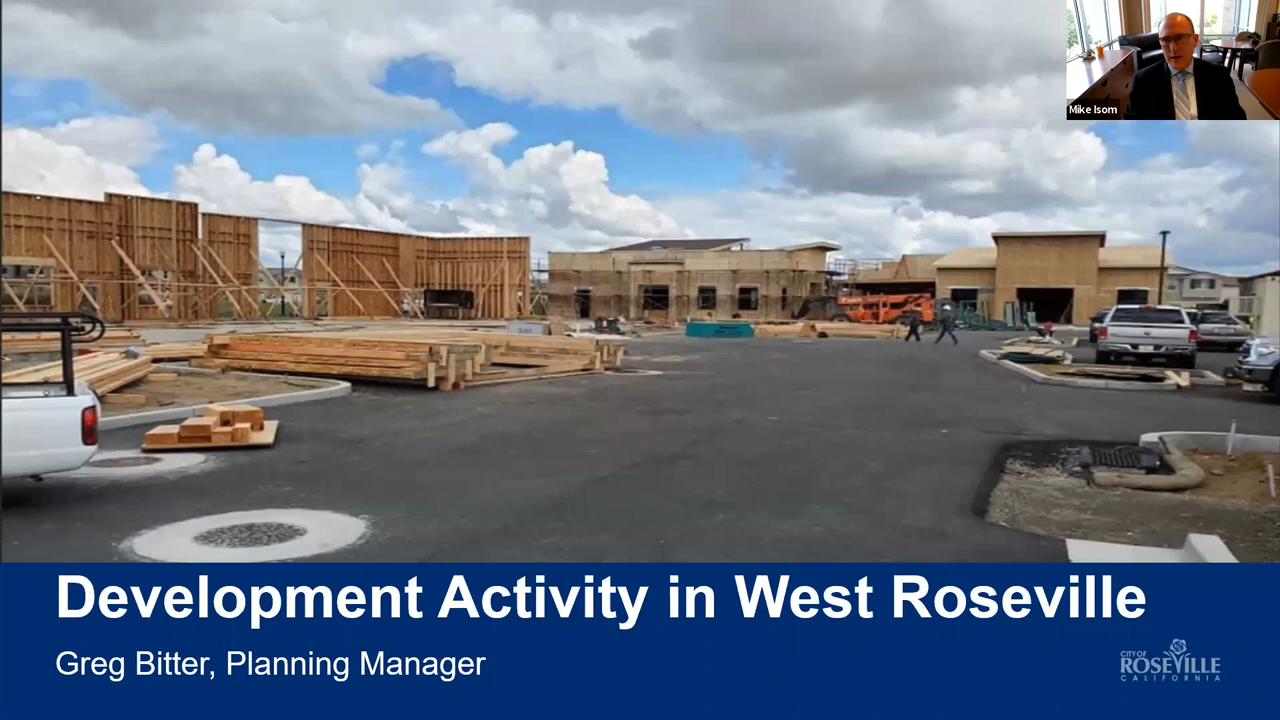 Mike Isom
Development Activity in West Roseville
Greg Bitter, Planning Manager
CITY OF
ROSEVILLE
CALIFORNIA